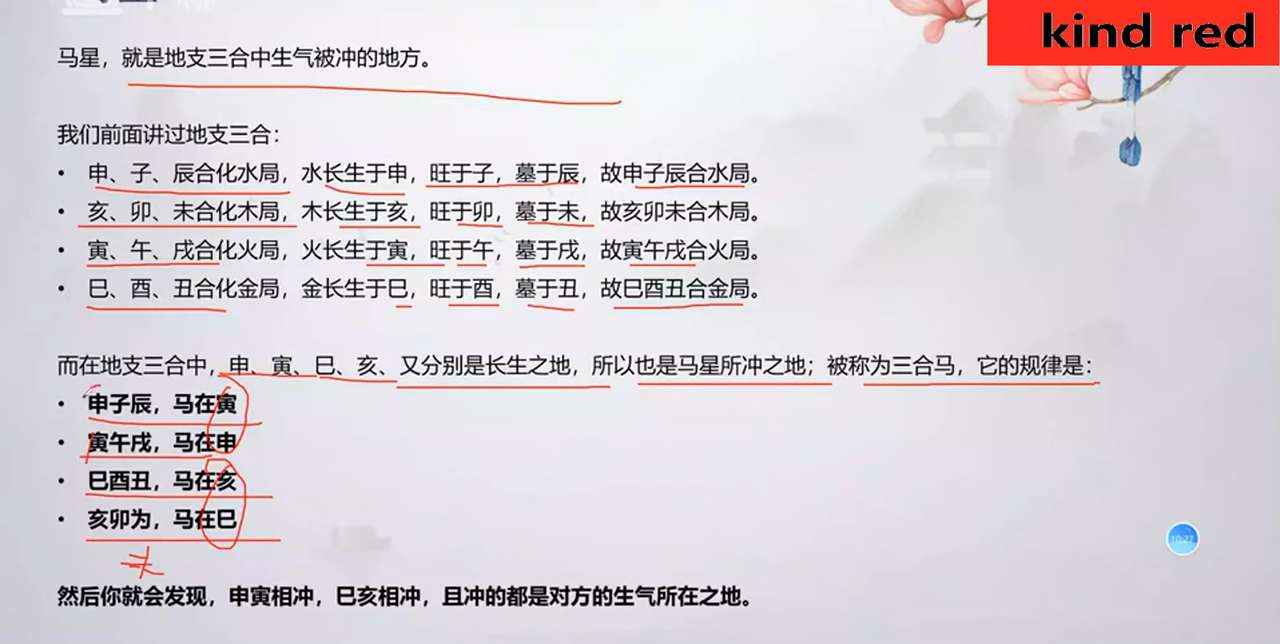 kind red
马星，就是地支三合中生气被冲的地方。
我们前面讲过地支三合：
• 申、子、辰合化水局，水长生于申，旺于子，墓于辰，故申子辰合水局。
• 亥、卯、未合化木局，木长生于亥，旺于卯，墓于未，故亥卯未合木局。
• 寅、午、戌合化火局，火长生于寅，旺于午，墓于戌，故寅午戌合火局。
• 巳、酉、丑合化金局，金长生于巳，旺于酉，墓于丑，故巳酉丑合金局。
而在地支三合中，申、寅、巳、亥、又分别是长生之地，所以也是马星所冲之地；被称为三合马，它的规律是：
• 申子辰，马在寅
• 寅午戌，马在申
• 巳酉丑，马在亥
• 亥卯为，马在巳
未
10:27
然后你就会发现，申寅相冲，巳亥相冲，且冲的都是对方的生气所在之地。